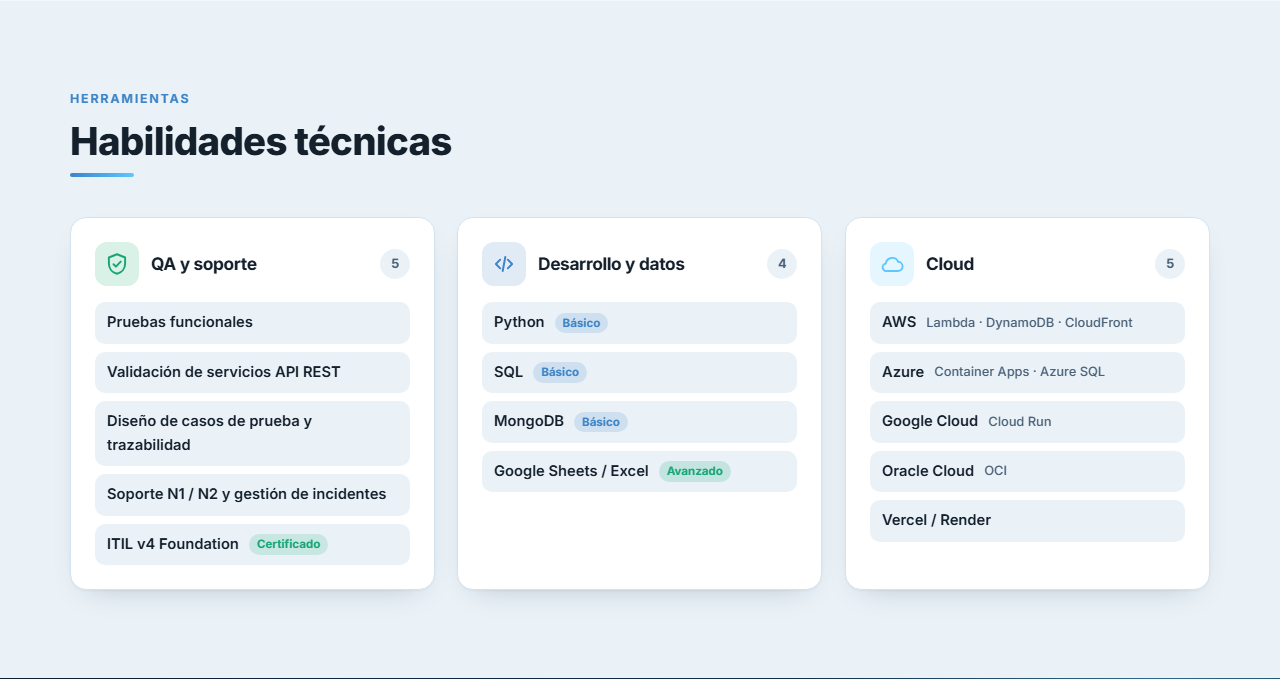 HERRAMIENTAS
Habilidades técnicas
QA y soporte 5
Pruebas funcionales
Validación de servicios API REST
Diseño de casos de prueba y
trazabilidad
Soporte N1 / N2 y gestión de incidentes
ITIL v4 Foundation Certificado
Desarrollo y datos 4
Python Básico
SQL Básico
MongoDB Básico
Google Sheets / Excel Avanzado
Cloud 5
AWS Lambda · DynamoDB · CloudFront
Azure Container Apps · Azure SQL
Google Cloud Cloud Run
Oracle Cloud OCI
Vercel / Render